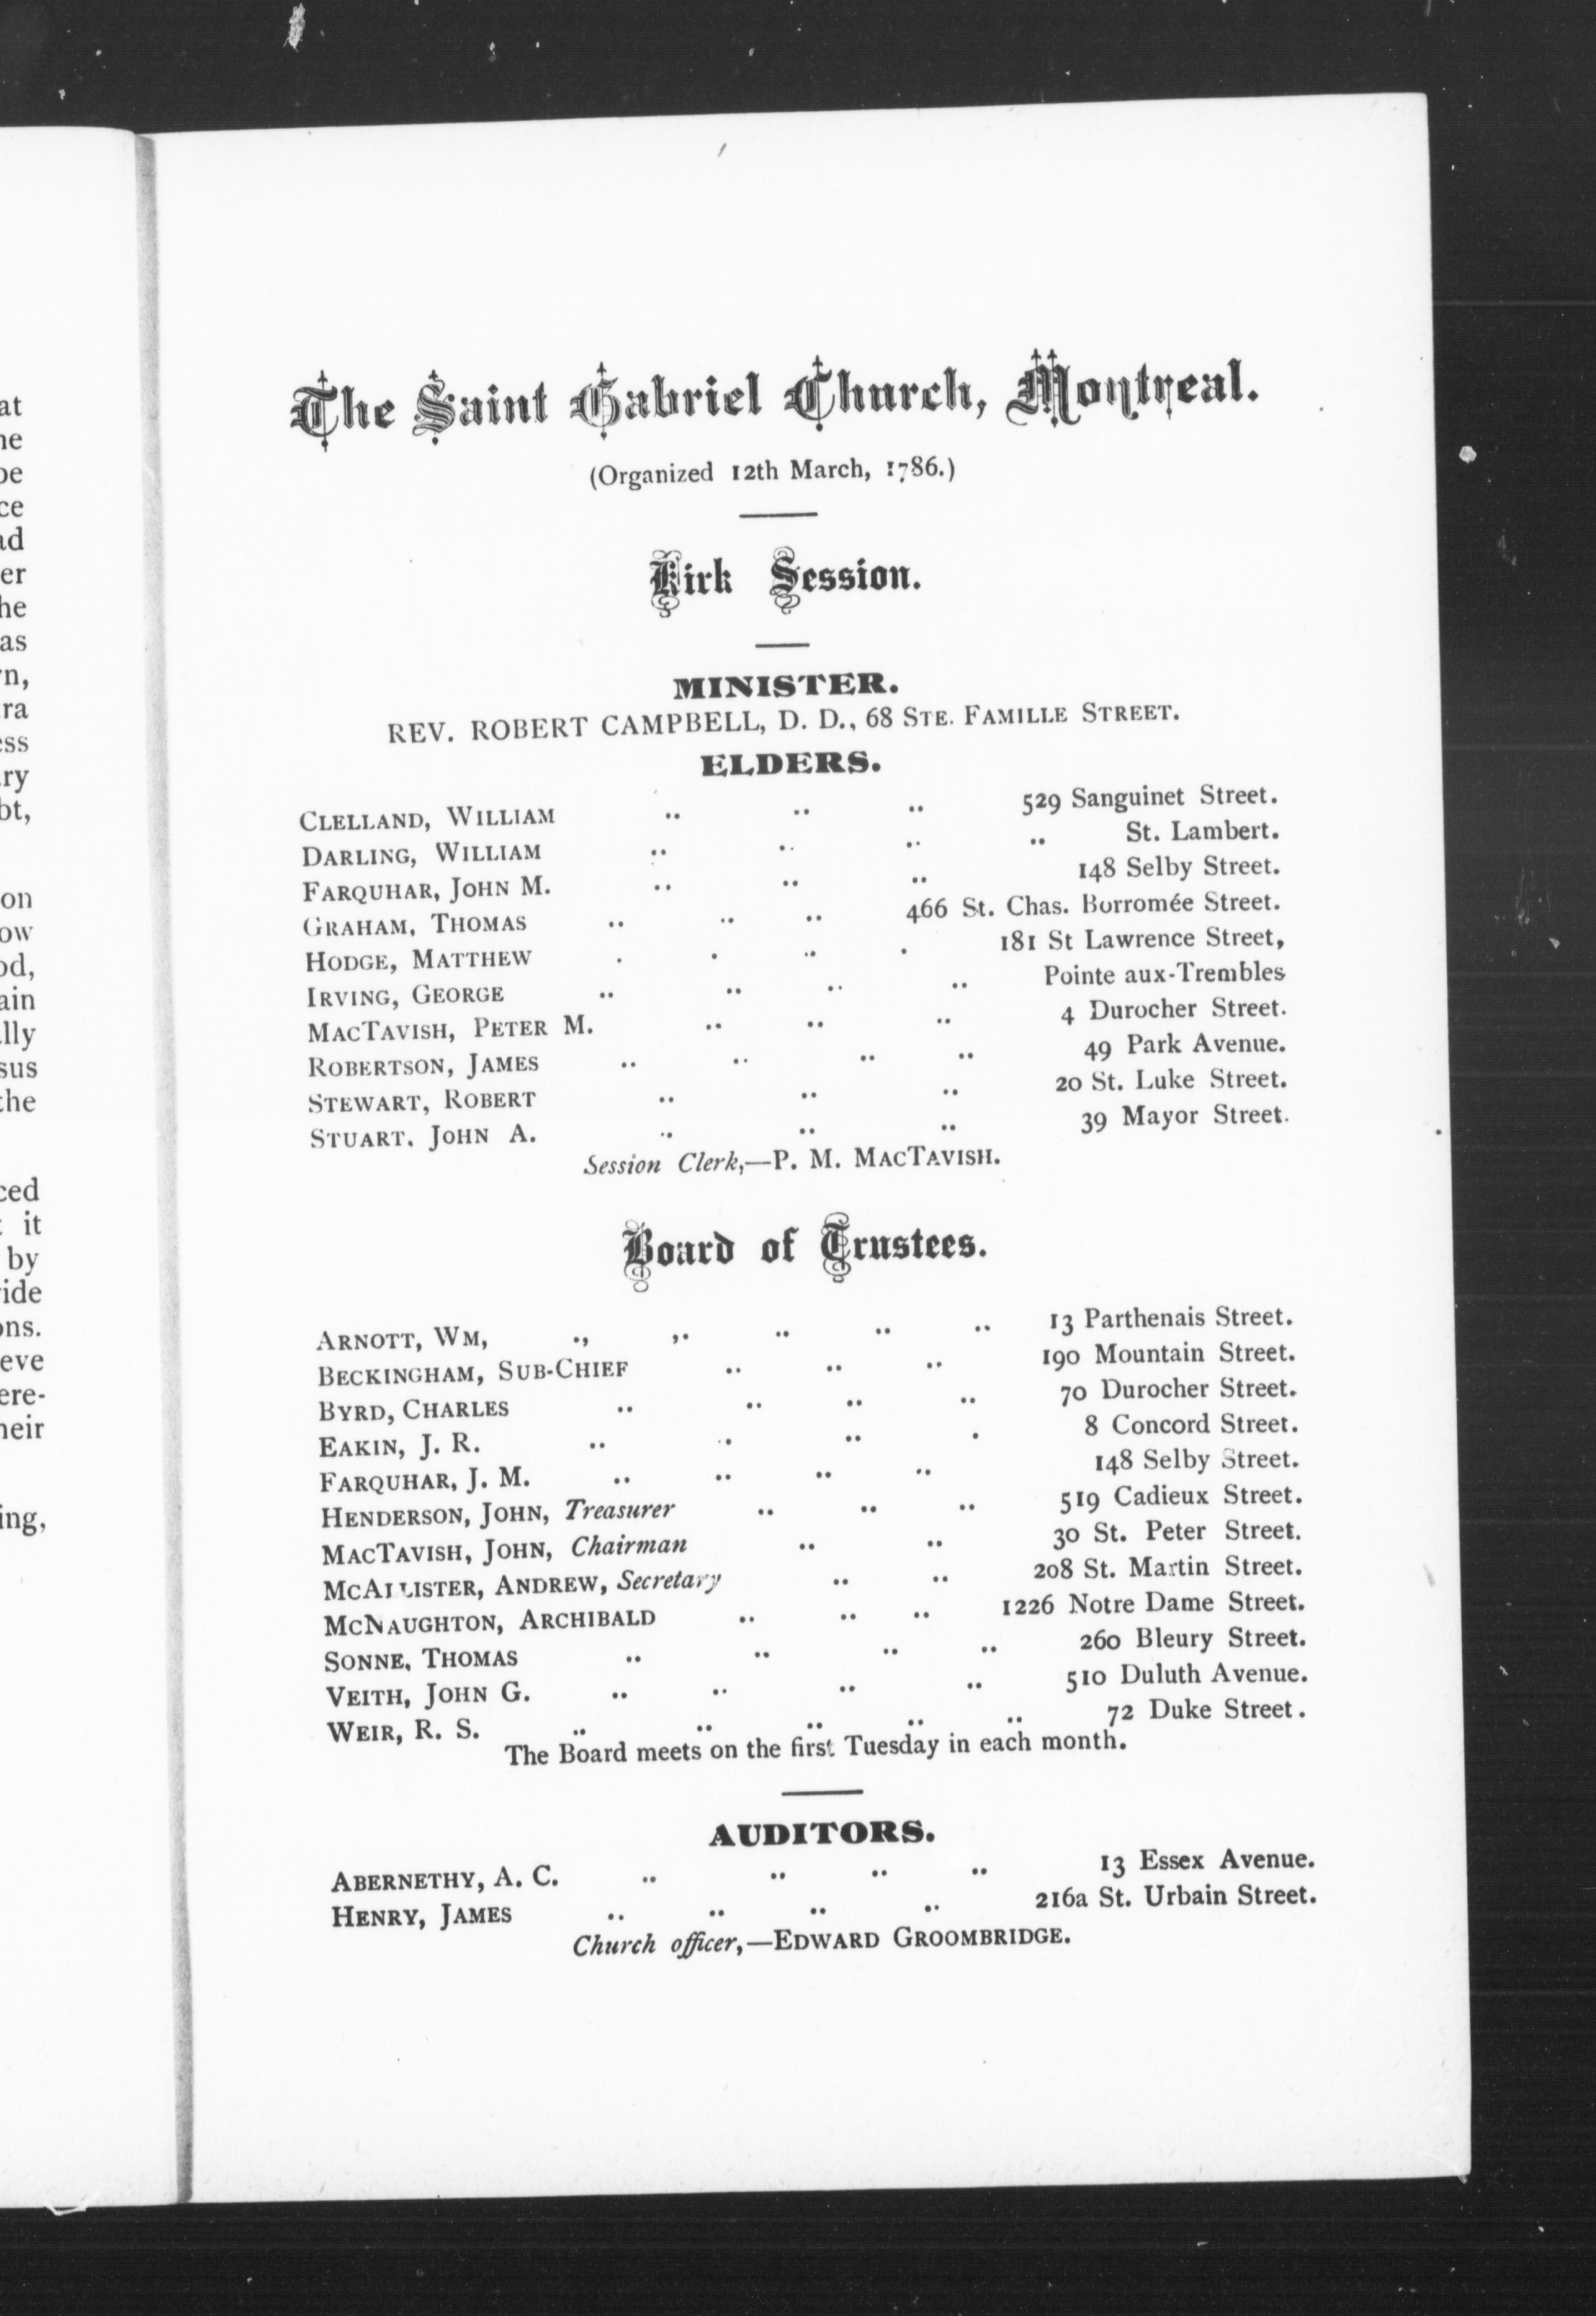 The Saint Gabriel Church, Montreal.
(Organized 12th March, 1786.)
Kirk Session.
MINISTER.
REV. ROBERT CAMPBELL, D. D., 68 STE. FAMILLE STREET.
ELDERS.
CLELLAND, WILLIAM .. .. .. 529 Sanguinet Street.
DARLING, WILLIAM .. .. .. .. St. Lambert.
FARQUHAR, JOHN M. .. .. .. 148 Selby Street.
GRAHAM, THOMAS .. .. .. 466 St. Chas. Borromée Street.
HODGE, MATTHEW . . .. . 181 St Lawrence Street,
IRVING, GEORGE .. .. .. .. Pointe aux-Trembles
MACTAVISH, PETER M. .. .. .. 4 Durocher Street.
ROBERTSON, JAMES .. .. .. .. 49 Park Avenue.
STEWART, ROBERT .. .. .. 20 St. Luke Street.
STUART. JOHN A. .. .. .. 39 Mayor Street.
Session Clerk,—P. M. MACTAVISH.
Board of Trustees.
ARNOTT, WM, ., ,. .. .. .. 13 Parthenais Street.
BECKINGHAM, SUB-CHIEF .. .. .. 190 Mountain Street.
BYRD, CHARLES .. .. .. .. 70 Durocher Street.
EAKIN, J. R. .. .. .. . 8 Concord Street.
FARQUHAR, J. M. .. .. .. .. 148 Selby Street.
HENDERSON, JOHN, Treasurer .. .. .. 519 Cadieux Street.
MACTAVISH, JOHN, Chairman .. .. 30 St. Peter Street.
MCALLISTER, ANDREW, Secretary .. .. 208 St. Martin Street.
MCNAUGHTON, ARCHIBALD .. .. .. 1226 Notre Dame Street.
SONNE, THOMAS .. .. .. .. 260 Bleury Street.
VEITH, JOHN G. .. .. .. .. 510 Duluth Avenue.
WEIR, R. S. .. .. .. .. .. 72 Duke Street.
The Board meets on the first Tuesday in each month.
AUDITORS.
ABERNETHY, A. C. .. .. .. .. 13 Essex Avenue.
HENRY, JAMES .. .. .. .. 216a St. Urbain Street.
Church officer,—EDWARD GROOMBRIDGE.